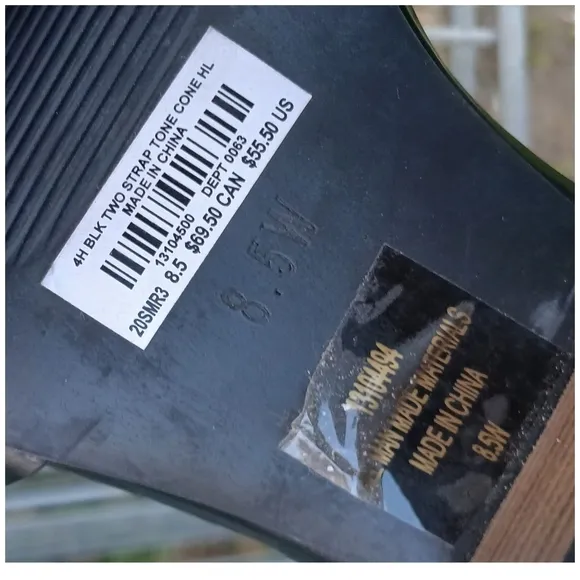 4H BLK TWO STRAP TONE CONE HL
MADE IN CHINA
13104500 DEPT 0063
20SMR3 8.5 $69.50 CAN $55.50 US
8.5W
13104494
MAN MADE MATERIALS
MADE IN CHINA
8.5W